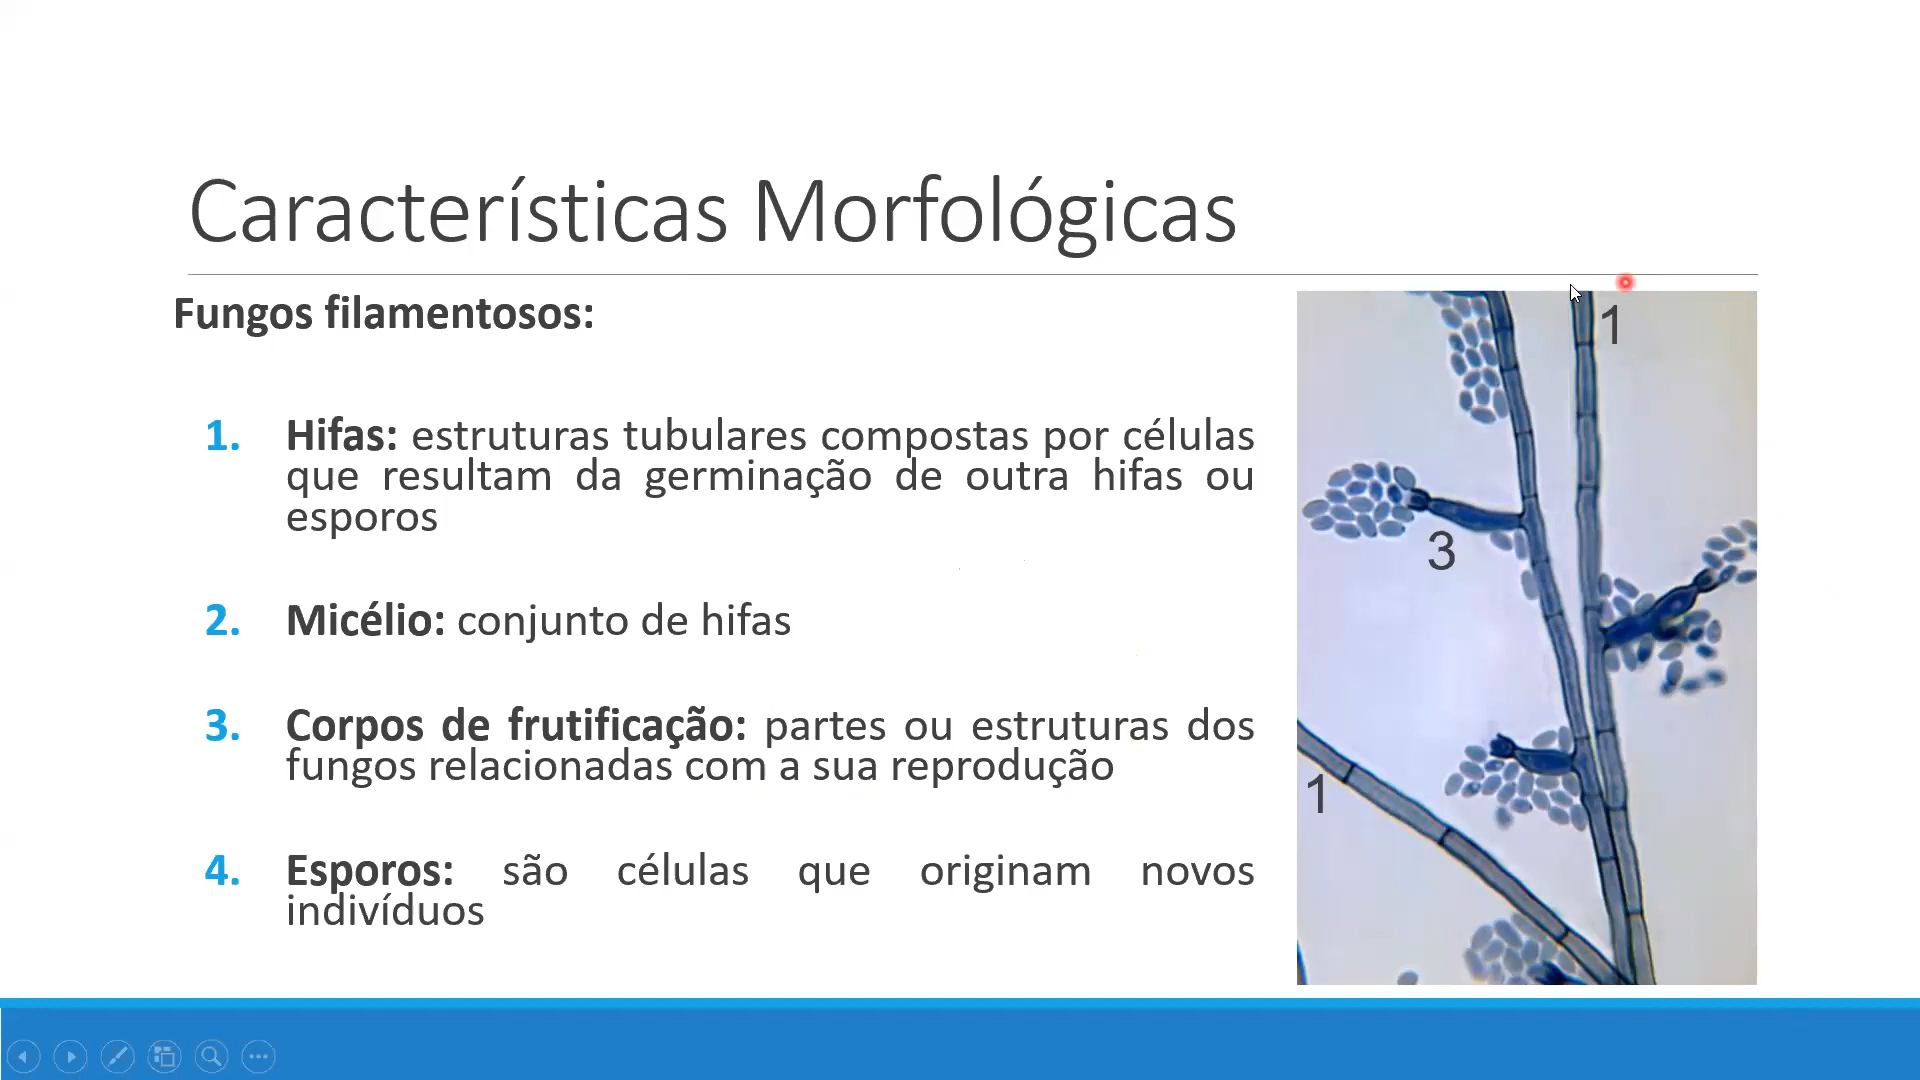 Características Morfológicas
Fungos filamentosos:
1. Hifas: estruturas tubulares compostas por células
que resultam da germinação de outra hifas ou
esporos
2. Micélio: conjunto de hifas
3. Corpos de frutificação: partes ou estruturas dos
fungos relacionadas com a sua reprodução
4. Esporos: são células que originam novos
indivíduos
1
3
1